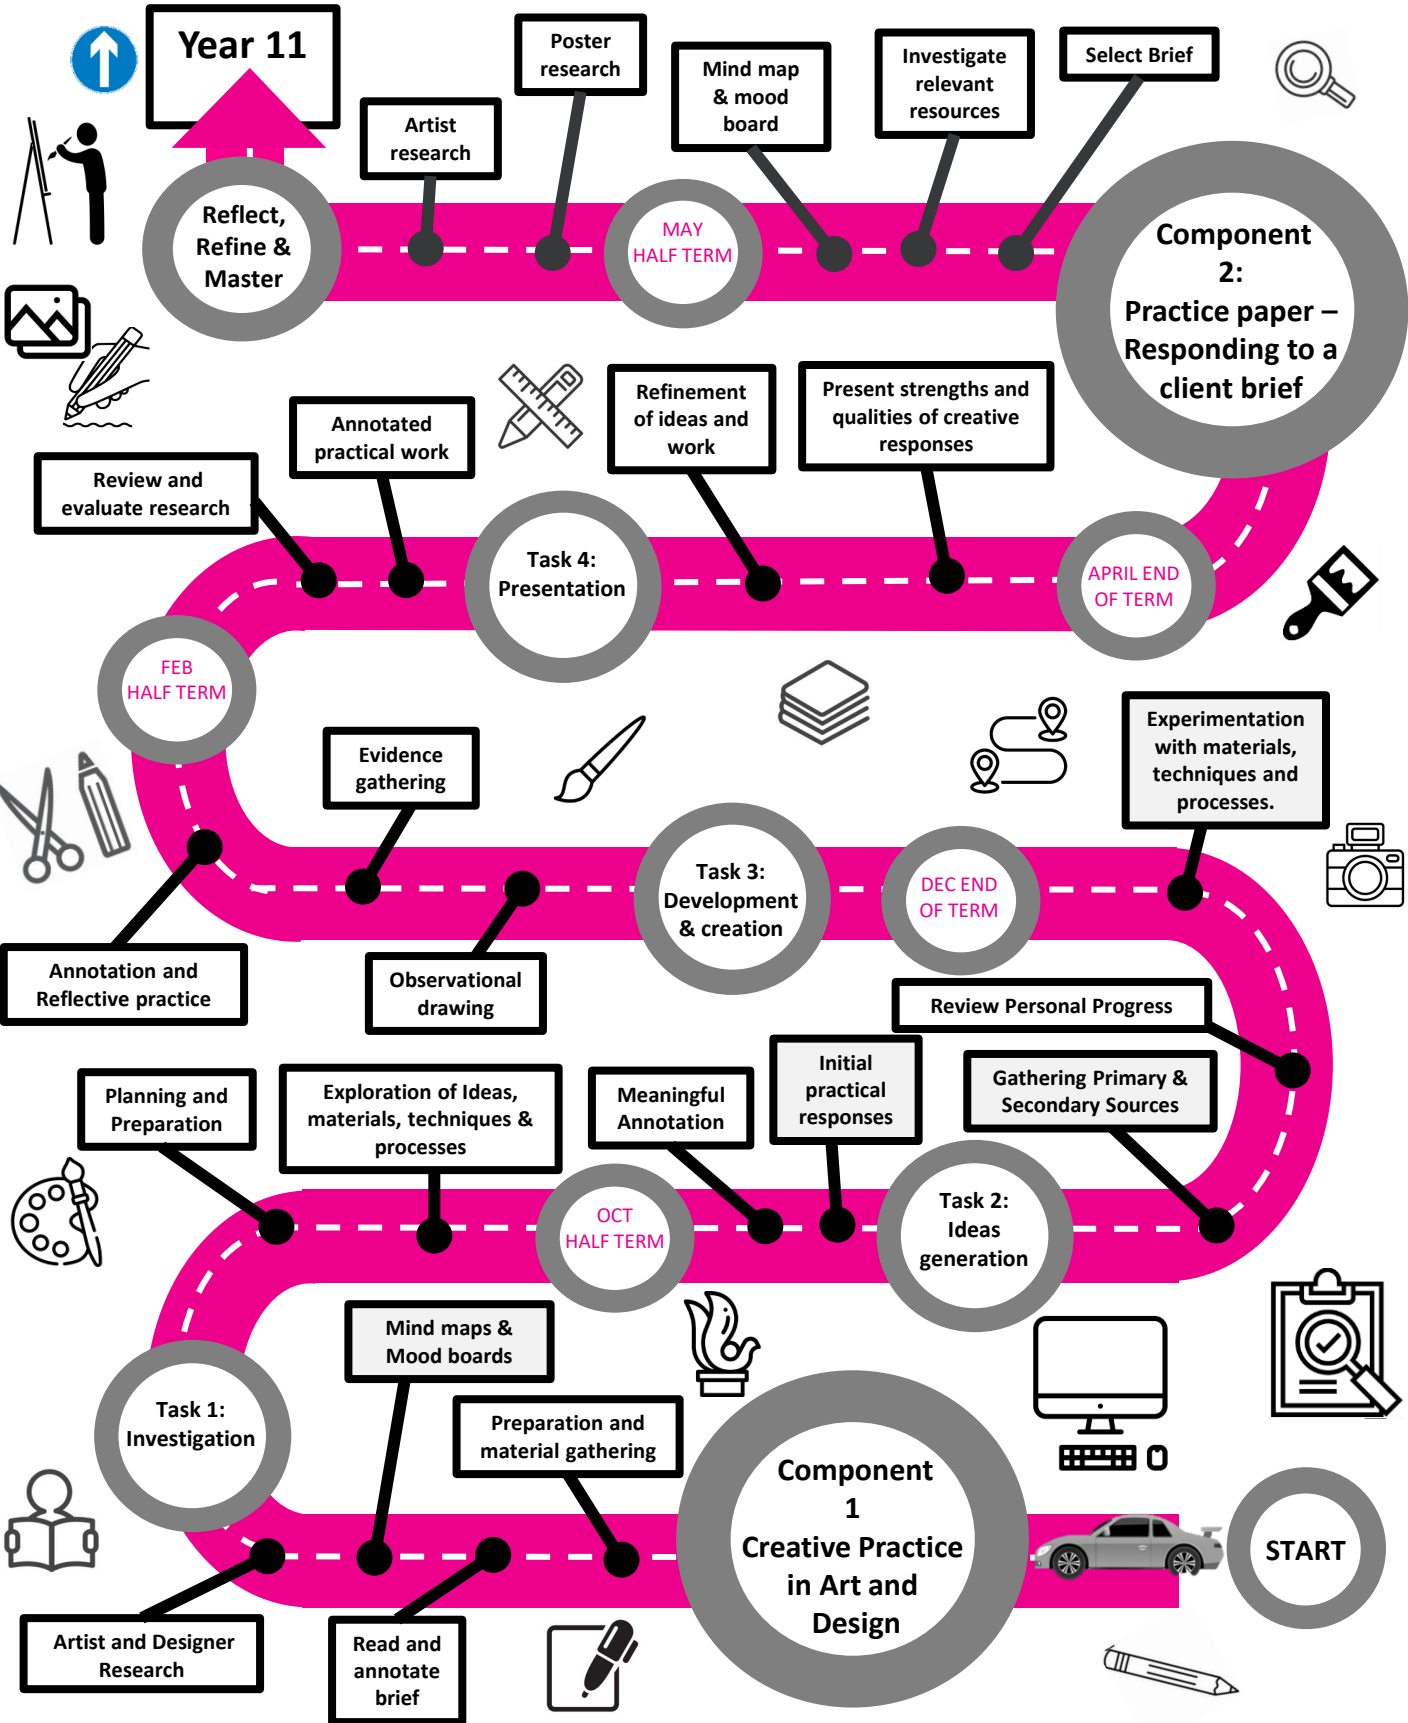 Year 11
Poster
research
Select Brief
Mind map
& mood
board
Investigate
relevant
resources
Artist
research
Reflect,
Refine &
Master
MAY
HALF TERM
Component
2:
Practice paper –
Responding to a
client brief
Refinement
of ideas and
work
Present strengths and
qualities of creative
responses
Annotated
practical work
Review and
evaluate research
Task 4:
Presentation
APRIL END
OF TERM
FEB
HALF TERM
Experimentation
with materials,
techniques and
processes.
Evidence
gathering
Task 3:
Development
& creation
DEC END
OF TERM
Annotation and
Reflective practice
Observational
drawing
Review Personal Progress
Planning and
Preparation
Exploration of Ideas,
materials, techniques &
processes
Meaningful
Annotation
Initial
practical
responses
Gathering Primary &
Secondary Sources
OCT
HALF TERM
Task 2:
Ideas
generation
Mind maps &
Mood boards
Task 1:
Investigation
Preparation and
material gathering
Component
1
Creative Practice
in Art and
Design
START
Artist and Designer
Research
Read and
annotate
brief